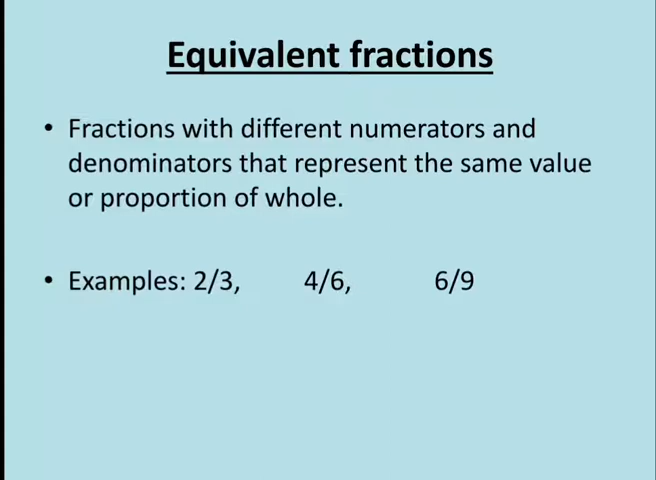 Equivalent fractions
• Fractions with different numerators and
denominators that represent the same value
or proportion of whole.
• Examples: 2/3, 4/6, 6/9